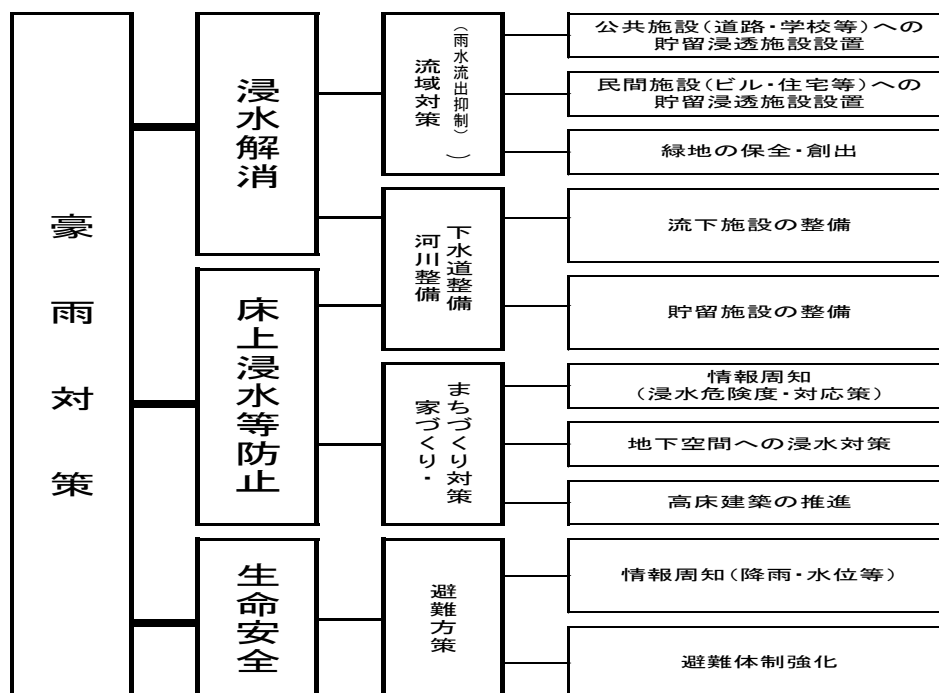 豪雨対策
浸水解消
床上浸水等防止
生命安全
流域対策
(雨水流出抑制)
)
下水道整備
河川整備
まちづくり対策
家づくり・
避難方策
公共施設(道路・学校等)への
貯留浸透施設設置
民間施設(ビル・住宅等)への
貯留浸透施設設置
緑地の保全・創出
流下施設の整備
貯留施設の整備
情報周知
(浸水危険度・対応策)
地下空間への浸水対策
高床建築の推進
情報周知(降雨・水位等)
避難体制強化